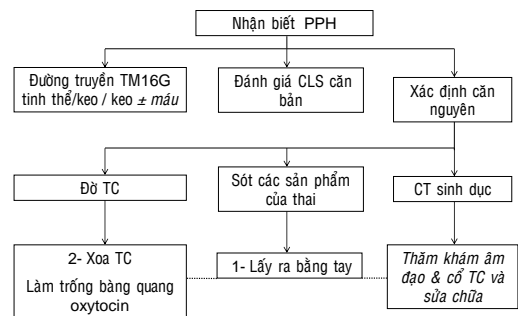 Nhận biết PPH
Đường truyền TM16G
tinh thể/keo / keo ± máu
Đánh giá CLS căn
bản
Xác định căn
nguyên
Đờ TC
Sót các sản phẩm
của thai
CT sinh dục
2- Xoa TC
Làm trống bàng quang
oxytocin
1- Lấy ra bằng tay
Thăm khám âm
đạo & cổ TC và
sửa chữa